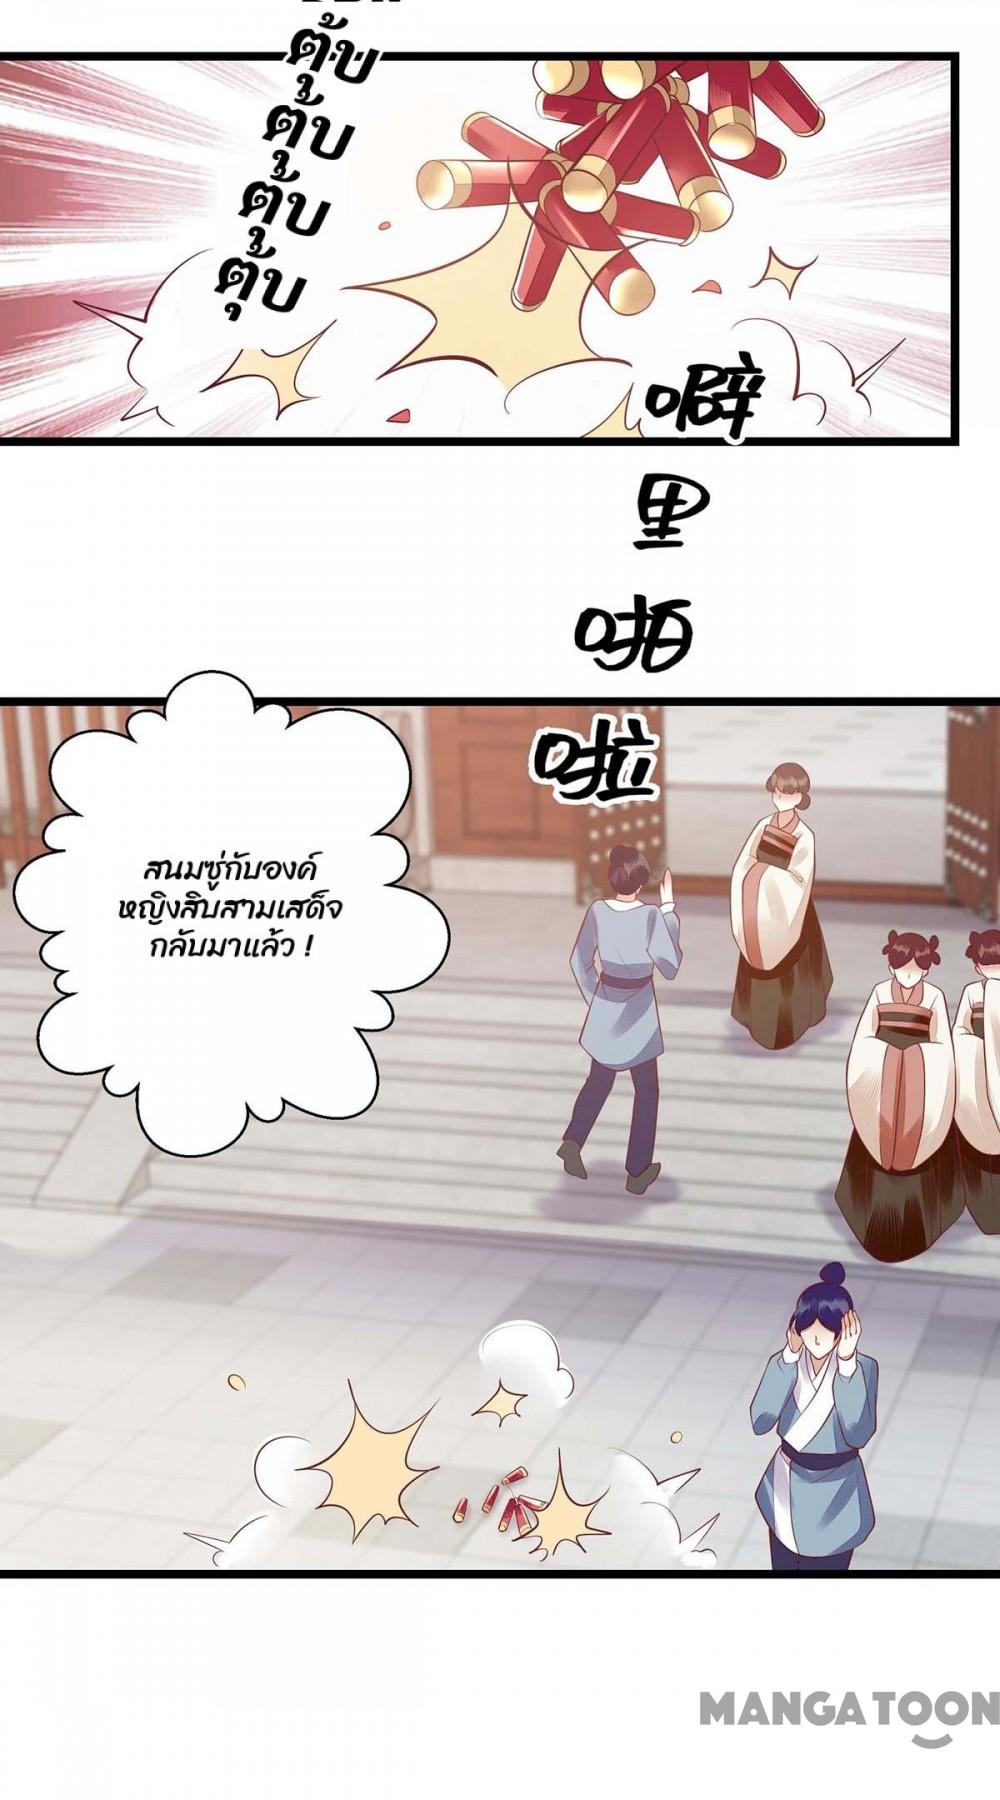 ตุ้บ
ตุ้บ
ตุ้บ
ตุ้บ
噼
里
啪
啦
สนมซู่กับองค์
หญิงสิบสามเสด็จ
กลับมาแล้ว !
MANGATOON